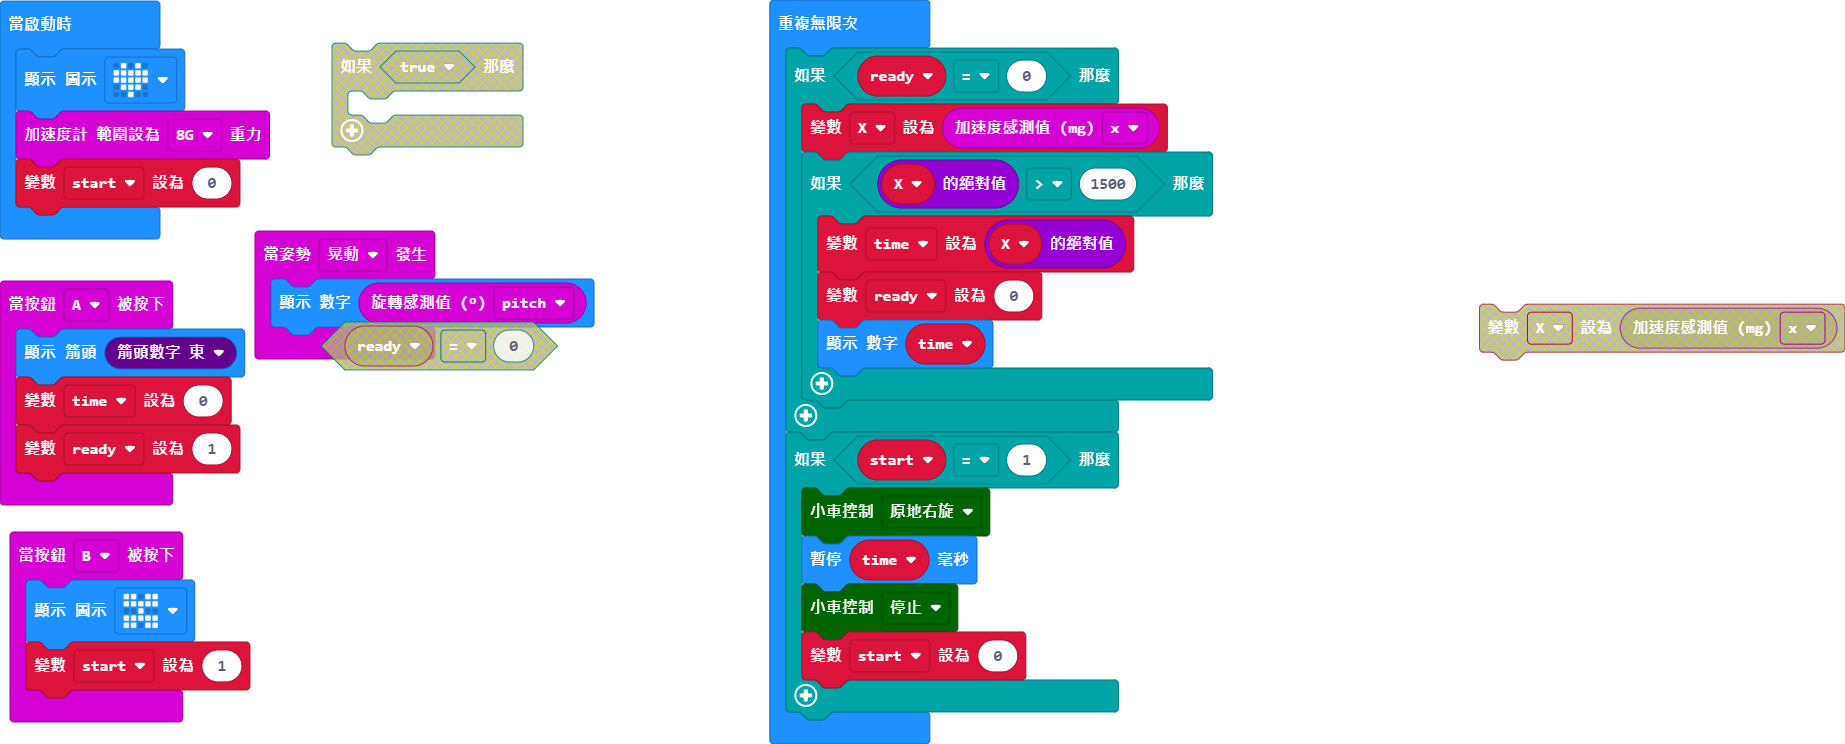 當啟動時
顯示 圖示
加速度計 範圍設為 8G 重力
變數 start 設為 0
如果 true 那麼
當姿勢 晃動 發生
顯示 數字 旋轉感測值 (º) pitch
ready = 0
當按鈕 A 被按下
顯示 箭頭 箭頭數字 東
變數 time 設為 0
變數 ready 設為 1
當按鈕 B 被按下
顯示 圖示
變數 start 設為 1
重複無限次
如果 ready = 0 那麼
變數 X 設為 加速度感測值 (mg) x
如果 X 的絕對值 > 1500 那麼
變數 time 設為 X 的絕對值
變數 ready 設為 0
顯示 數字 time
如果 start = 1 那麼
小車控制 原地右旋
暫停 time 毫秒
小車控制 停止
變數 start 設為 0
變數 X 設為 加速度感測值 (mg) x